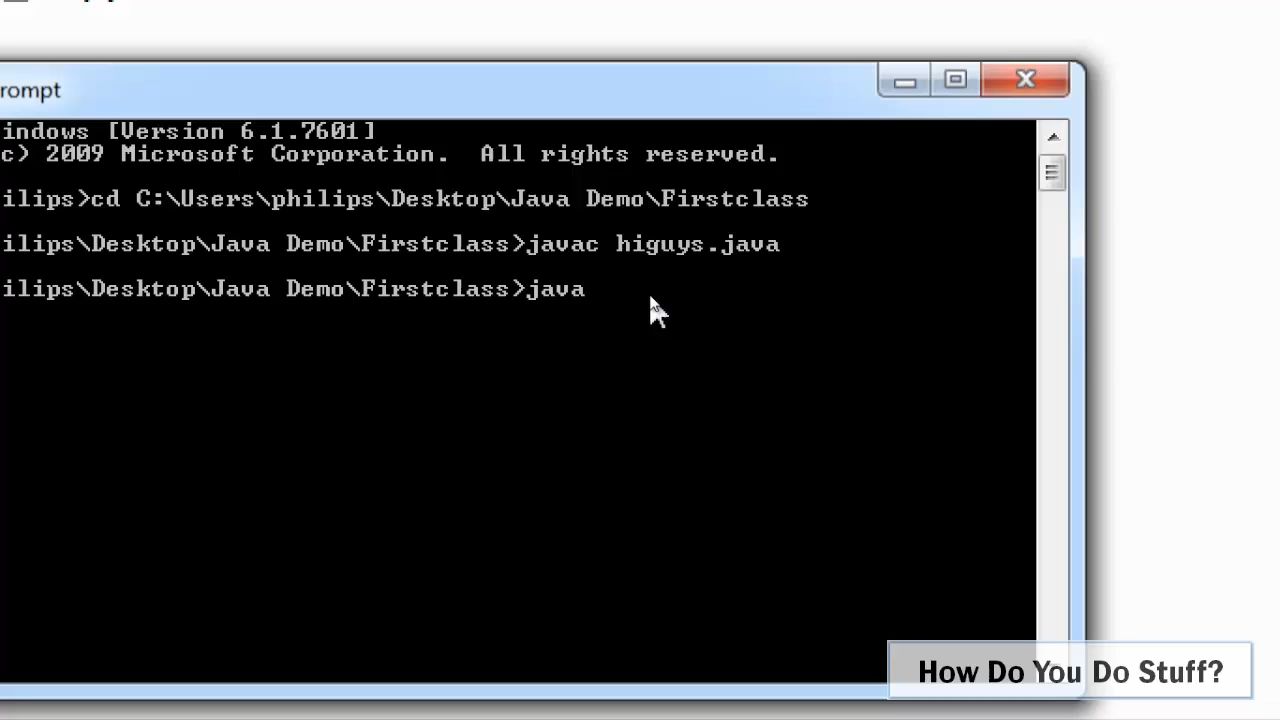 rompt
indows [Version 6.1.7601]
c) 2009 Microsoft Corporation. All rights reserved.
ilips>cd C:\Users\philips\Desktop\Java Demo\Firstclass
ilips\Desktop\Java Demo\Firstclass>javac higuys.java
ilips\Desktop\Java Demo\Firstclass>java
How Do You Do Stuff?